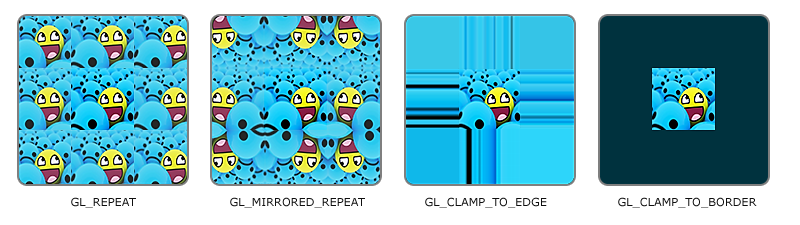 GL_REPEAT
GL_MIRRORED_REPEAT
GL_CLAMP_TO_EDGE
GL_CLAMP_TO_BORDER